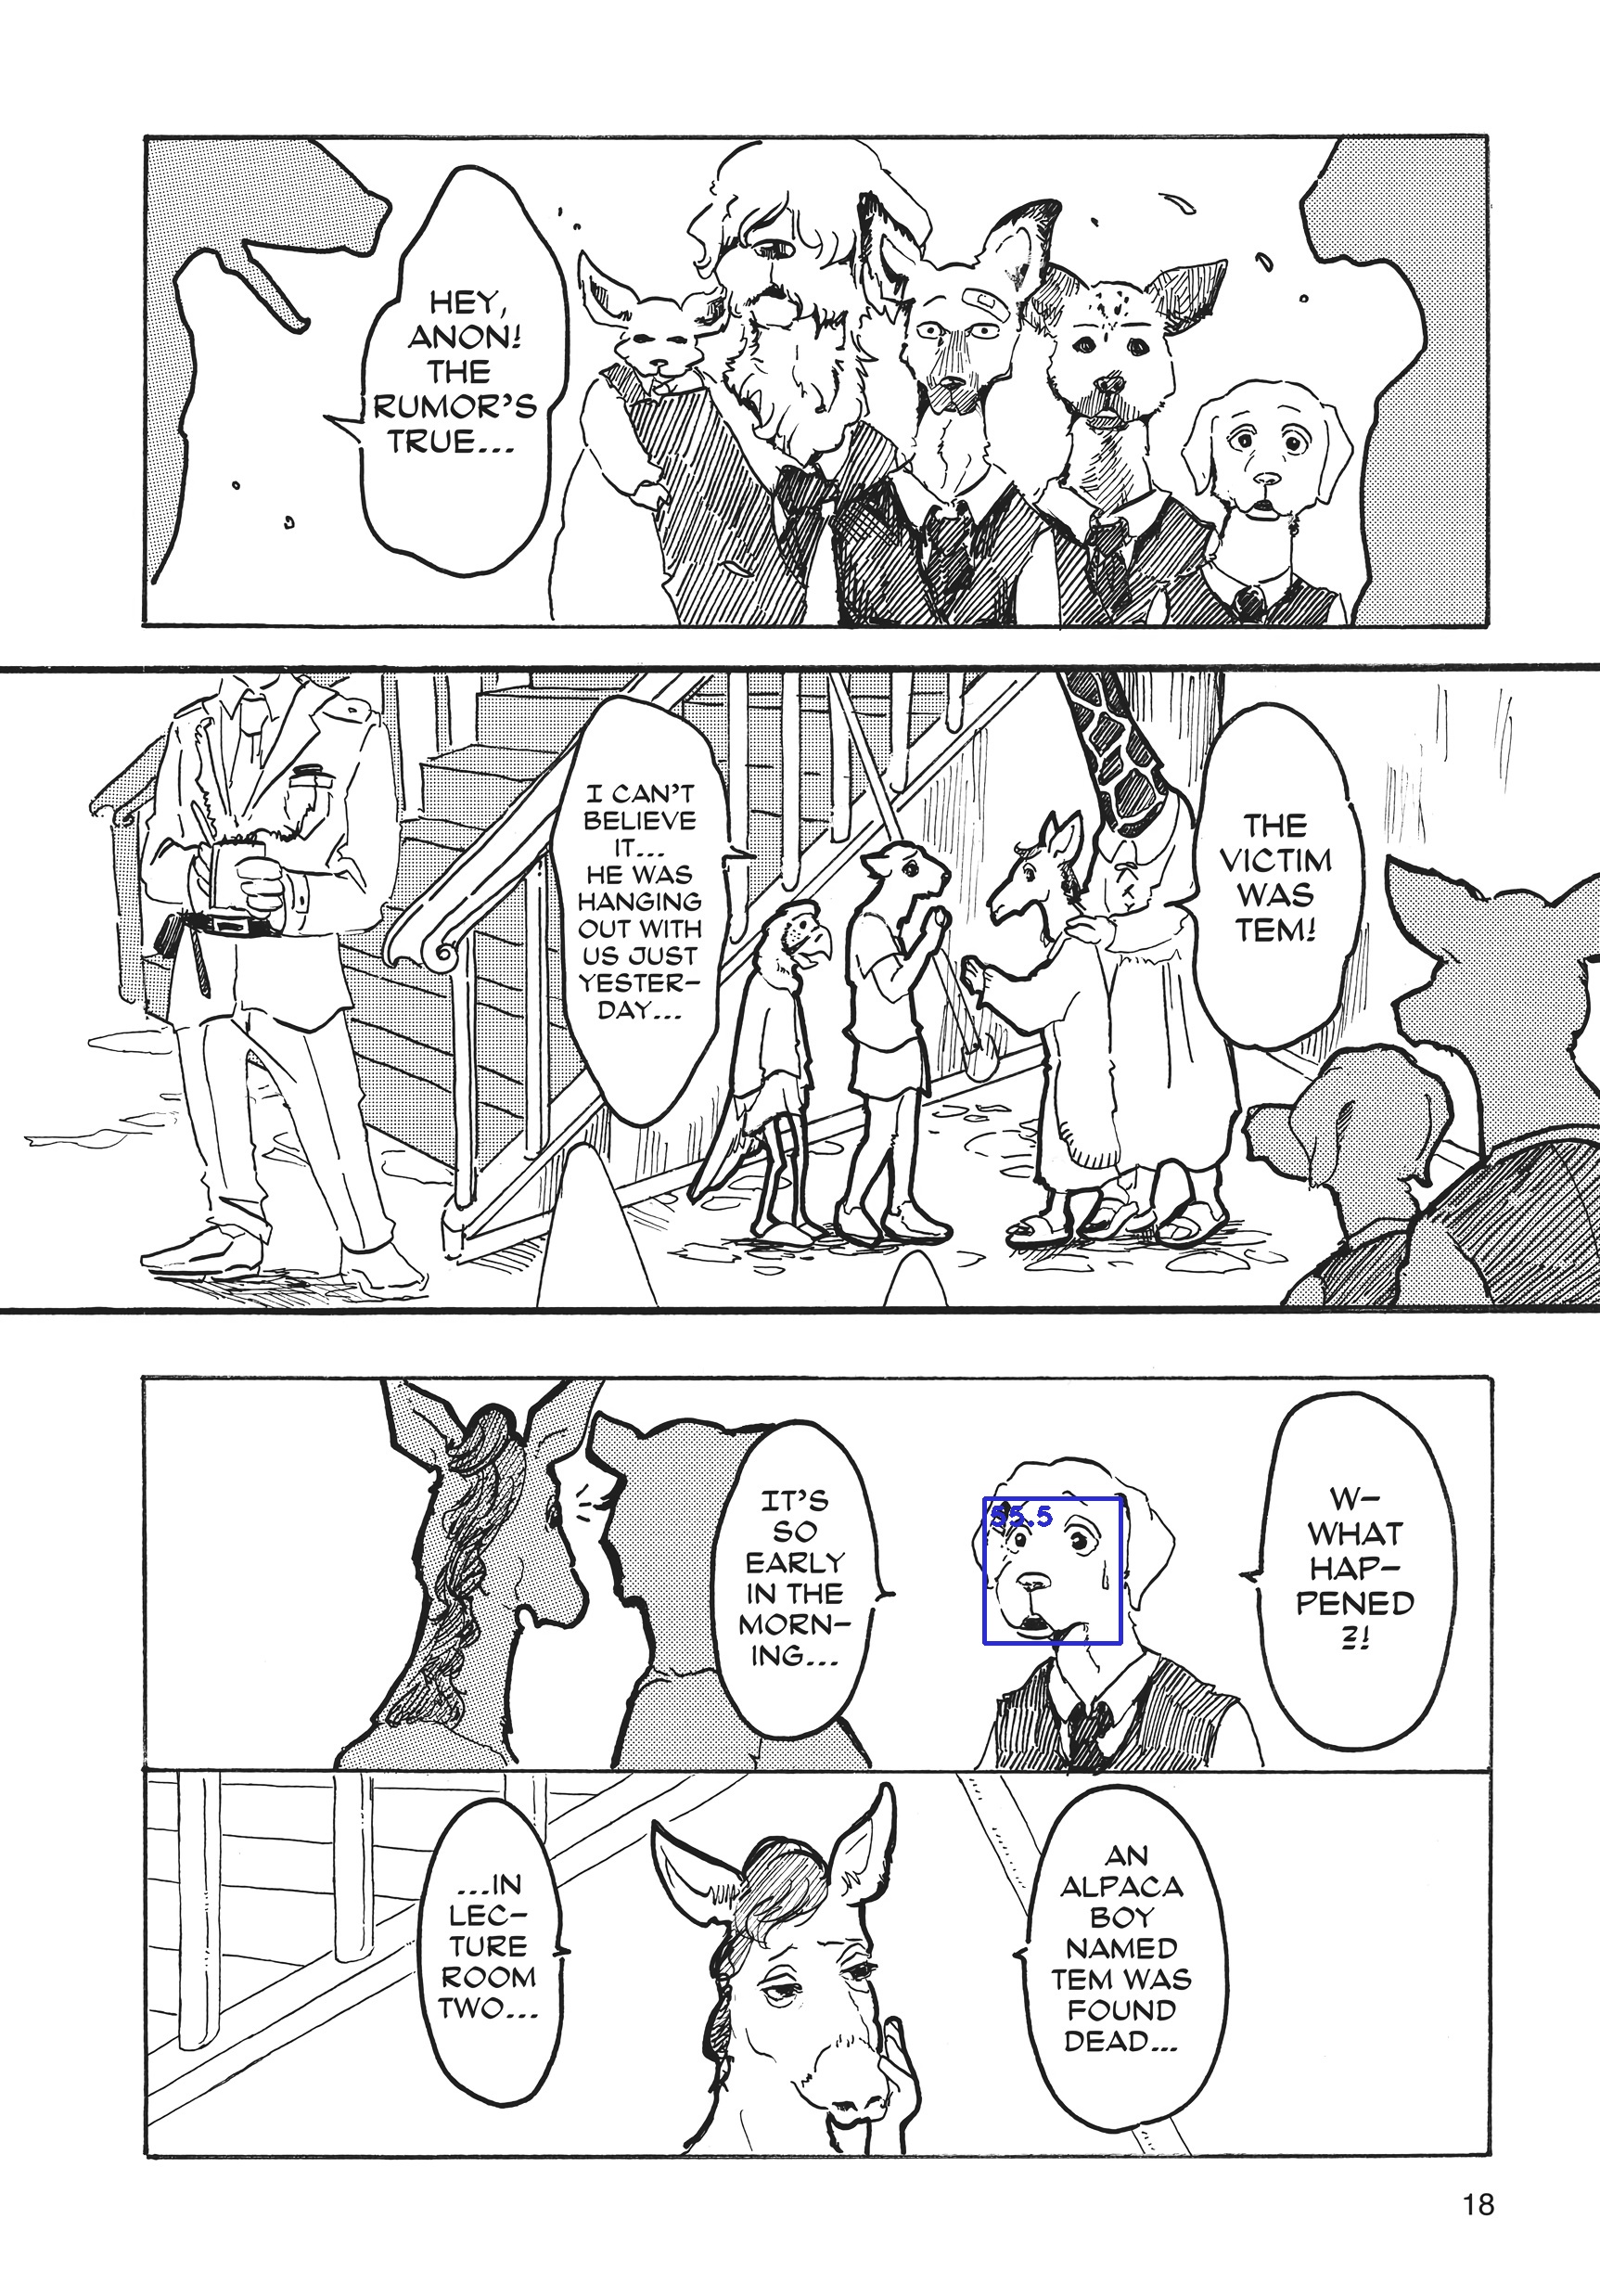 HEY,
ANON!
THE
RUMOR'S
TRUE...
THE
VICTIM
WAS
TEM!
I CAN'T
BELIEVE
IT...
HE WAS
HANGING
OUT WITH
US JUST
YESTER-
DAY...
W-
WHAT
HAP-
PENED
?!
55.5
IT'S
SO
EARLY
IN THE
MORN-
ING...
AN
ALPACA
BOY
NAMED
TEM WAS
FOUND
DEAD...
...IN
LEC-
TURE
ROOM
TWO...
18